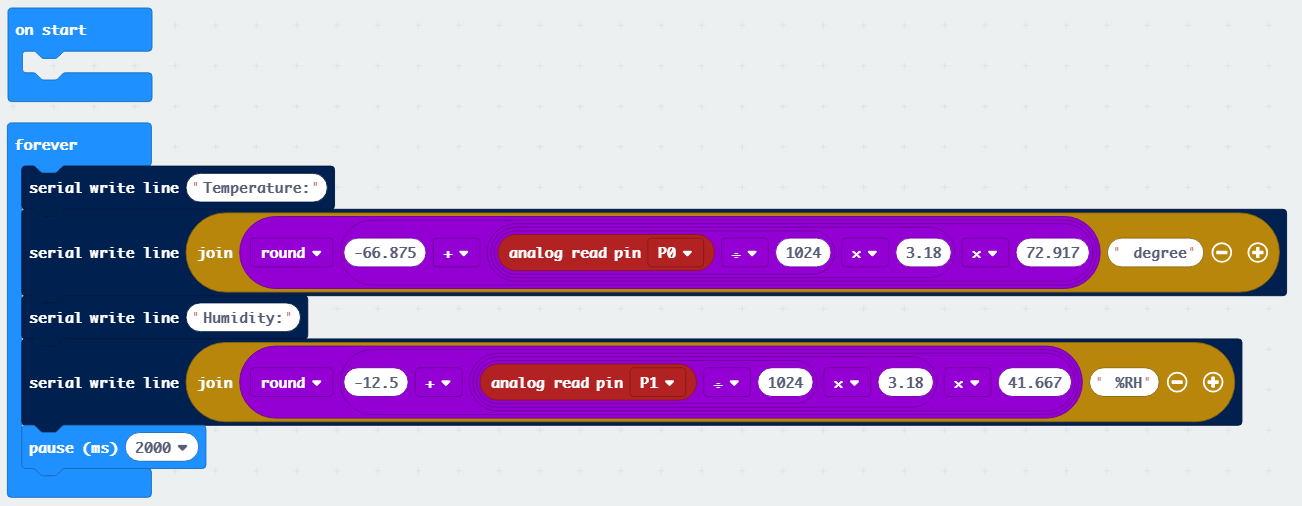 on start
forever
serial write line "Temperature:"
serial write line join round -66.875 + analog read pin P0 ÷ 1024 × 3.18 × 72.917 " degree"
serial write line "Humidity:"
serial write line join round -12.5 + analog read pin P1 ÷ 1024 × 3.18 × 41.667 " %RH"
pause (ms) 2000